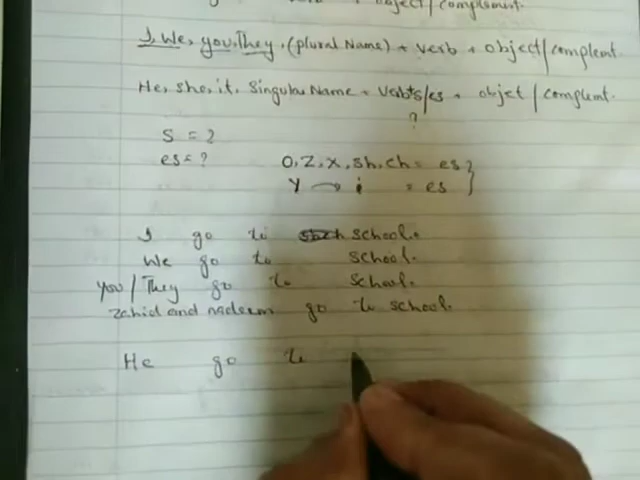 object/complement.
I, We, you, They, (plural Name) + verb + object/complement.
He, she, it, Singular Name + verb+s/es + object/complement.
?
s = ?
es = ? O, Z, X, sh, ch = es }
Y → i = es }
I go to school.
We go to school.
you/They go to school.
zahid and nadeem go to school.
He go to